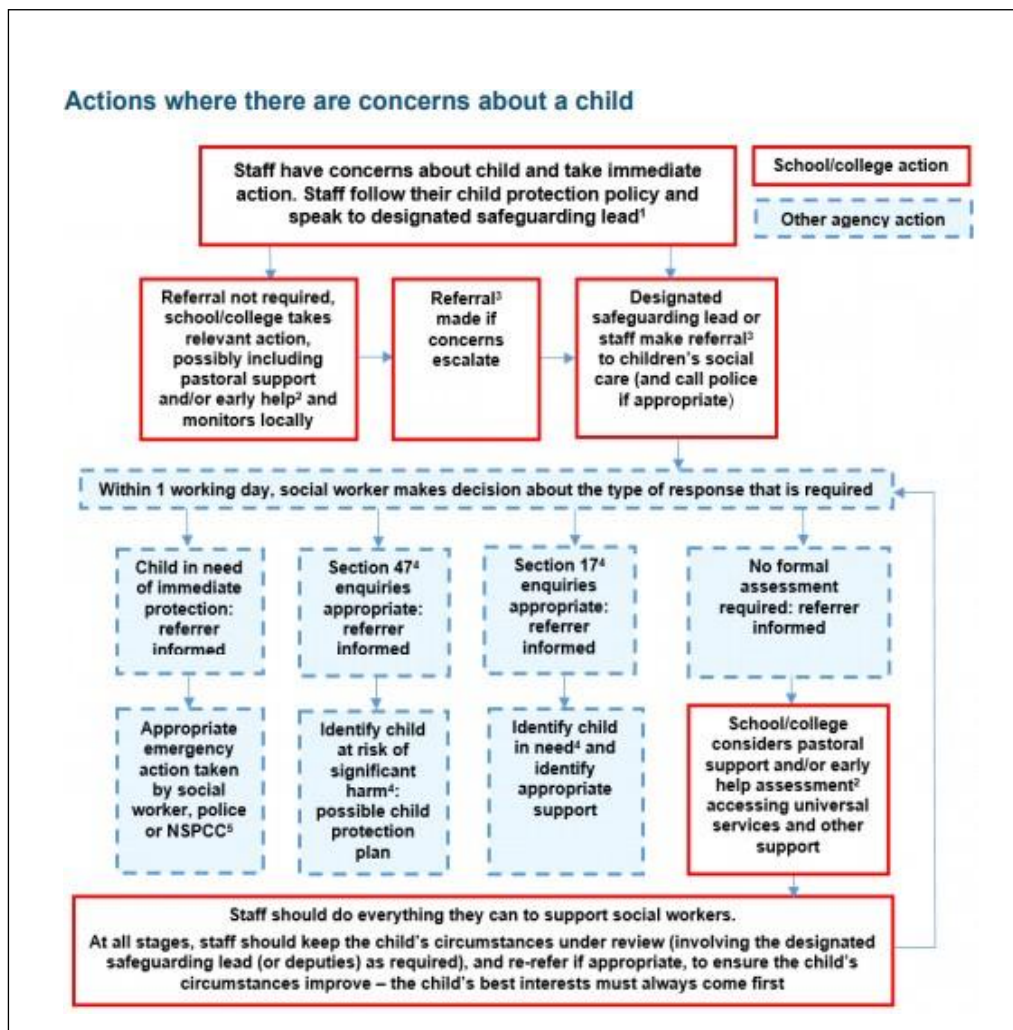 Actions where there are concerns about a child
Staff have concerns about child and take immediate
action. Staff follow their child protection policy and
speak to designated safeguarding lead¹
School/college action
Other agency action
Referral not required,
school/college takes
relevant action,
possibly including
pastoral support
and/or early help² and
monitors locally
Referral³
made if
concerns
escalate
Designated
safeguarding lead or
staff make referral³
to children's social
care (and call police
if appropriate)
Within 1 working day, social worker makes decision about the type of response that is required
Child in need
of immediate
protection:
referrer
informed
Section 47⁴
enquiries
appropriate:
referrer
informed
Section 17⁴
enquiries
appropriate:
referrer
informed
No formal
assessment
required: referrer
informed
Appropriate
emergency
action taken
by social
worker, police
or NSPCC⁵
Identify child
at risk of
significant
harm⁴:
possible child
protection
plan
Identify child
in need⁴ and
identify
appropriate
support
School/college
considers pastoral
support and/or early
help assessment²
accessing universal
services and other
support
Staff should do everything they can to support social workers.
At all stages, staff should keep the child's circumstances under review (involving the designated
safeguarding lead (or deputies) as required), and re-refer if appropriate, to ensure the child's
circumstances improve – the child's best interests must always come first